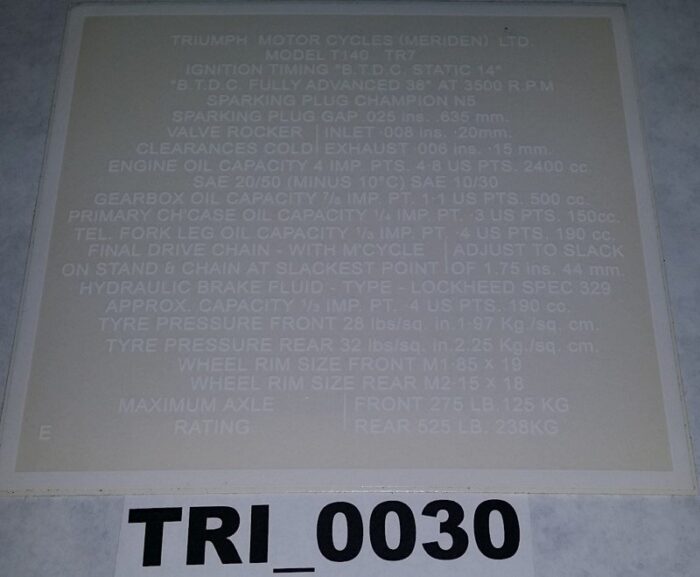 TRIUMPH MOTOR CYCLES (MERIDEN) LTD.
MODEL T140 TR7
IGNITION TIMING "B.T.D.C. STATIC 14°
"B.T.D.C. FULLY ADVANCED 38° AT 3500 R.P.M
SPARKING PLUG CHAMPION N5
SPARKING PLUG GAP .025 ins. .635 mm.
VALVE ROCKER INLET ·008 ins. ·20mm.
CLEARANCES COLD EXHAUST ·006 ins. ·15 mm.
ENGINE OIL CAPACITY 4 IMP. PTS. 4·8 US PTS. 2400 cc
SAE 20/50 (MINUS 10°C) SAE 10/30
GEARBOX OIL CAPACITY ⅞ IMP. PT. 1·1 US PTS. 500 cc.
PRIMARY CH'CASE OIL CAPACITY ¼ IMP. PT. ·3 US PTS. 150cc.
TEL. FORK LEG OIL CAPACITY ⅓ IMP. PT. 4 US PTS. 190 cc.
FINAL DRIVE CHAIN - WITH M'CYCLE ADJUST TO SLACK
ON STAND & CHAIN AT SLACKEST POINT OF 1.75 ins. 44 mm.
HYDRAULIC BRAKE FLUID - TYPE - LOCKHEED SPEC 329
APPROX. CAPACITY ⅓ IMP. PT. ·4 US PTS. 190 cc.
TYRE PRESSURE FRONT 28 lbs/sq. in.1·97 Kg./sq. cm.
TYRE PRESSURE REAR 32 lbs/sq. in.2.25 Kg./sq. cm.
WHEEL RIM SIZE FRONT M1·85 x 19
WHEEL RIM SIZE REAR M2·15 x 18
MAXIMUM AXLE FRONT 275 LB.125 KG
RATING REAR 525 LB. 238KG
E
TRI_0030